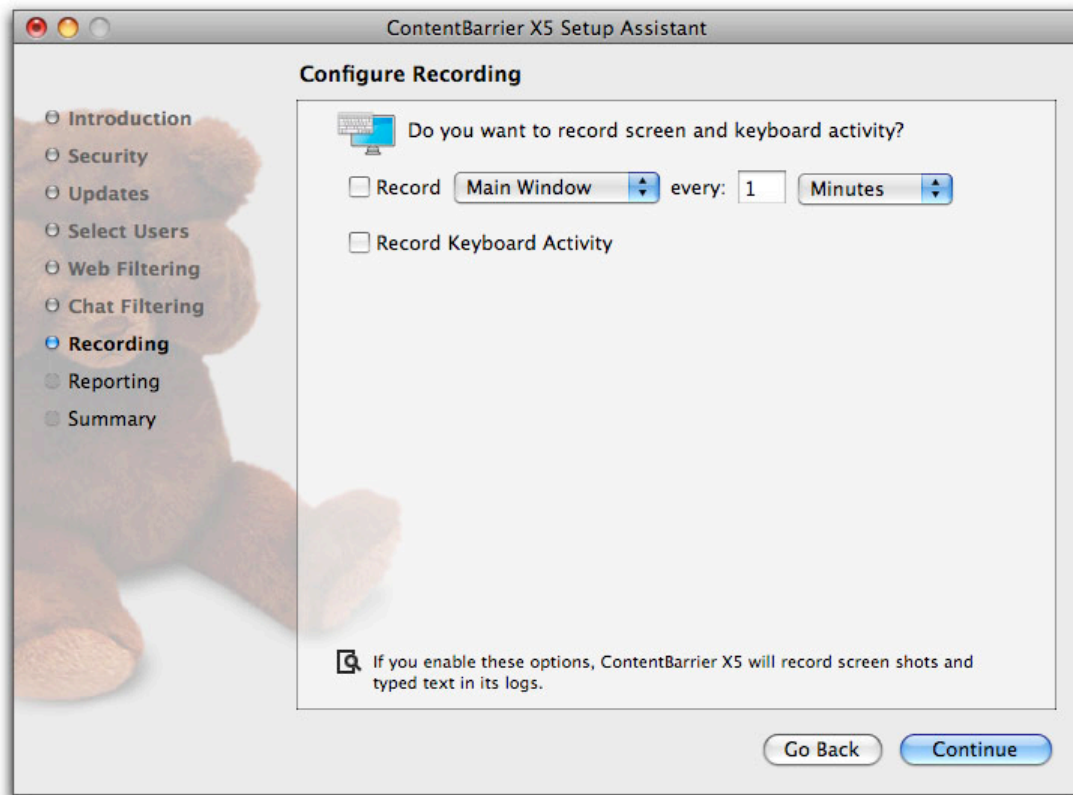 ContentBarrier X5 Setup Assistant
Configure Recording
Introduction
Security
Updates
Select Users
Web Filtering
Chat Filtering
Recording
Reporting
Summary
Do you want to record screen and keyboard activity?
Record Main Window every: 1 Minutes
Record Keyboard Activity
If you enable these options, ContentBarrier X5 will record screen shots and
typed text in its logs.
Go Back Continue